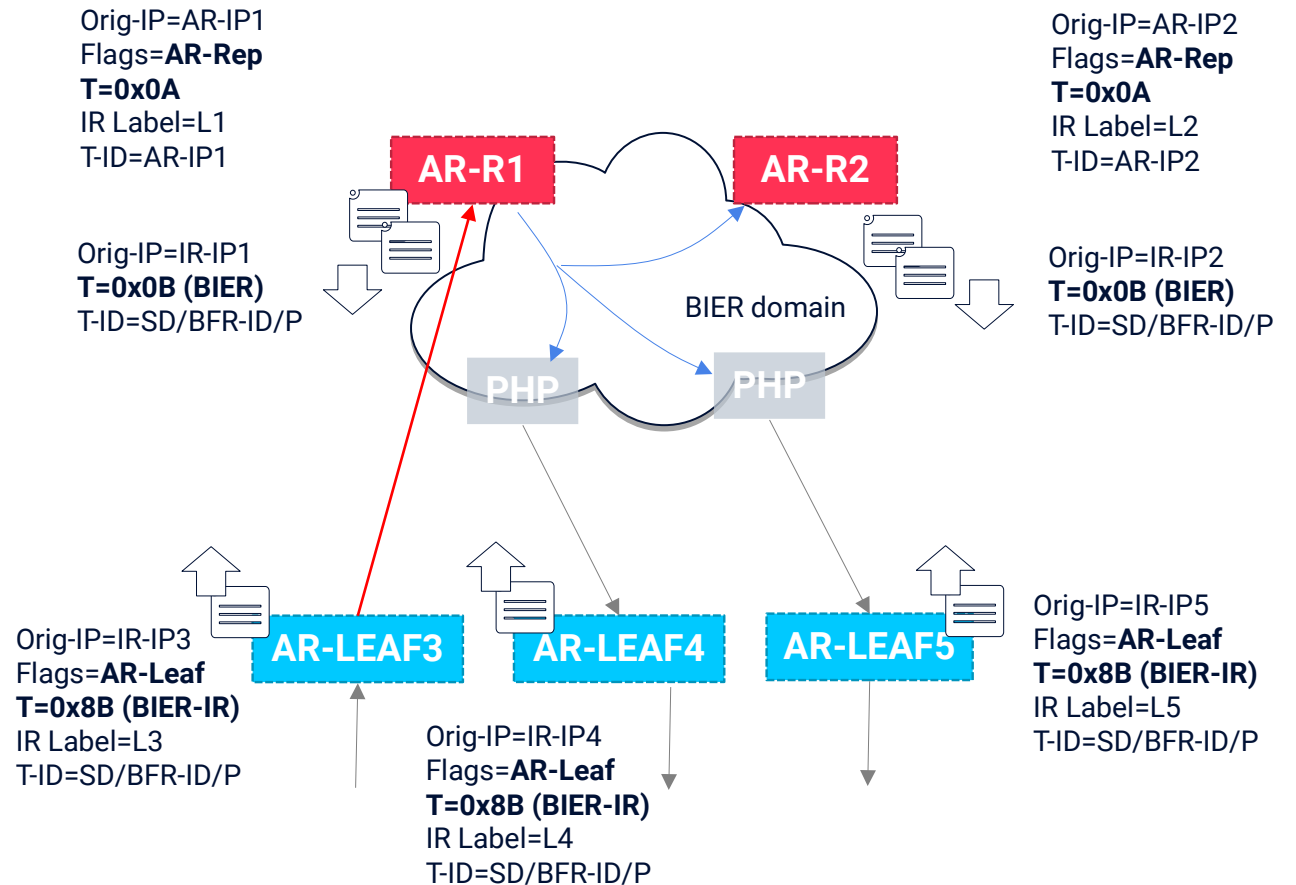 Orig-IP=AR-IP1
Flags=AR-Rep
T=0x0A
IR Label=L1
T-ID=AR-IP1
Orig-IP=AR-IP2
Flags=AR-Rep
T=0x0A
IR Label=L2
T-ID=AR-IP2
AR-R1
AR-R2
Orig-IP=IR-IP1
T=0x0B (BIER)
T-ID=SD/BFR-ID/P
BIER domain
Orig-IP=IR-IP2
T=0x0B (BIER)
T-ID=SD/BFR-ID/P
PHP
PHP
AR-LEAF3
AR-LEAF4
AR-LEAF5
Orig-IP=IR-IP3
Flags=AR-Leaf
T=0x8B (BIER-IR)
IR Label=L3
T-ID=SD/BFR-ID/P
Orig-IP=IR-IP4
Flags=AR-Leaf
T=0x8B (BIER-IR)
IR Label=L4
T-ID=SD/BFR-ID/P
Orig-IP=IR-IP5
Flags=AR-Leaf
T=0x8B (BIER-IR)
IR Label=L5
T-ID=SD/BFR-ID/P